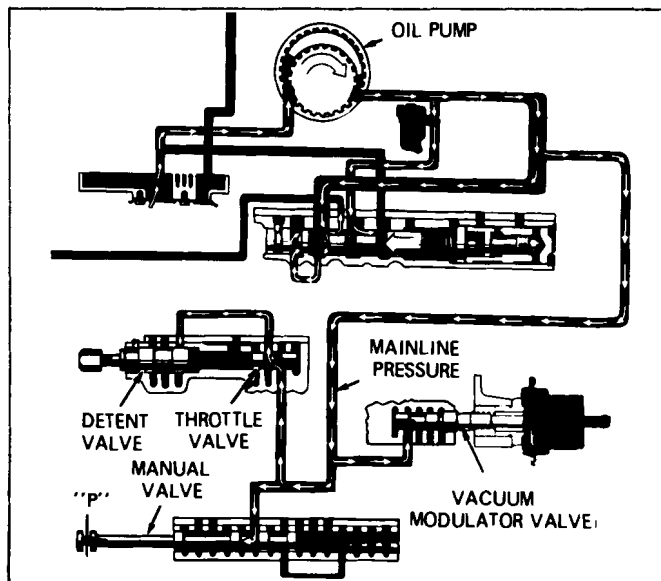 OIL PUMP
MAINLINE
PRESSURE
DETENT
VALVE
THROTTLE
VALVE
MANUAL
VALVE
"P"
VACUUM
MODULATOR VALVE